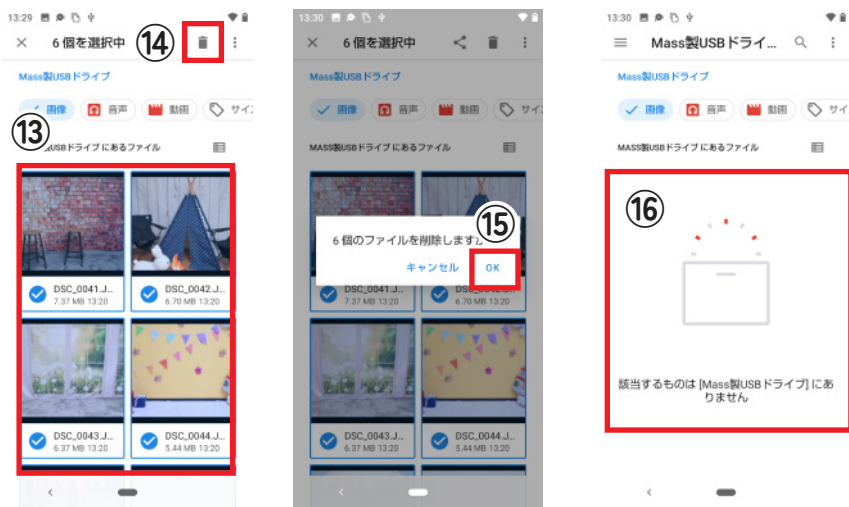 13:29
6 個を選択中
⑭
Mass製USBドライブ
画像
音声
動画
サイズ
⑬
USBドライブにあるファイル
DSC_0041.J...
7.37 MB 13:20
DSC_0042.J...
6.70 MB 13:20
DSC_0043.J...
6.37 MB 13:20
DSC_0044.J...
5.44 MB 13:20
13:30
6 個を選択中
Mass製USBドライブ
画像
音声
動画
サイ
MASS製USBドライブにあるファイル
⑮
6 個のファイルを削除しますか
キャンセル
OK
DSC_0041.J...
7.37 MB 13:20
DSC_0042.J...
6.70 MB 13:20
DSC_0043.J...
6.37 MB 13:20
DSC_0044.J...
5.44 MB 13:20
13:30
Mass製USBドライ...
Mass製USBドライブ
画像
音声
動画
サイ
MASS製USBドライブにあるファイル
⑯
該当するものは [Mass製USBドライブ] にあ
りません